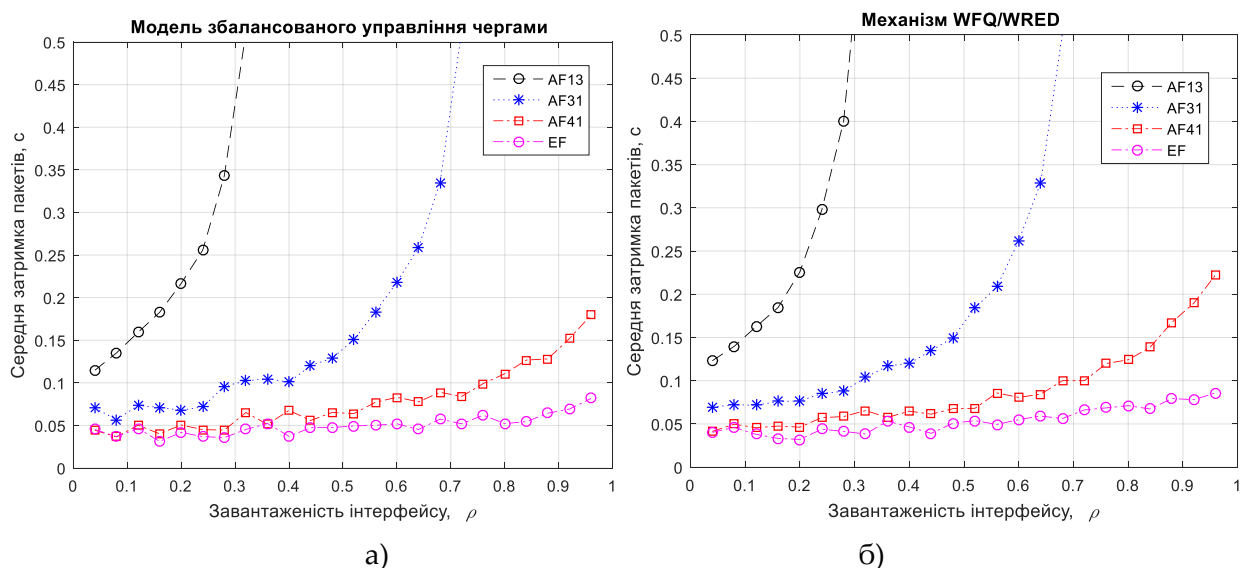 Модель збалансованого управління чергами
Середня затримка пакетів, с
0.5
0.45
0.4
0.35
0.3
0.25
0.2
0.15
0.1
0.05
0
AF13
AF31
AF41
EF
0 0.1 0.2 0.3 0.4 0.5 0.6 0.7 0.8 0.9 1
Завантаженість інтерфейсу, ρ
а)
Механізм WFQ/WRED
Середня затримка пакетів, с
0.5
0.45
0.4
0.35
0.3
0.25
0.2
0.15
0.1
0.05
0
AF13
AF31
AF41
EF
0 0.1 0.2 0.3 0.4 0.5 0.6 0.7 0.8 0.9 1
Завантаженість інтерфейсу, ρ
б)